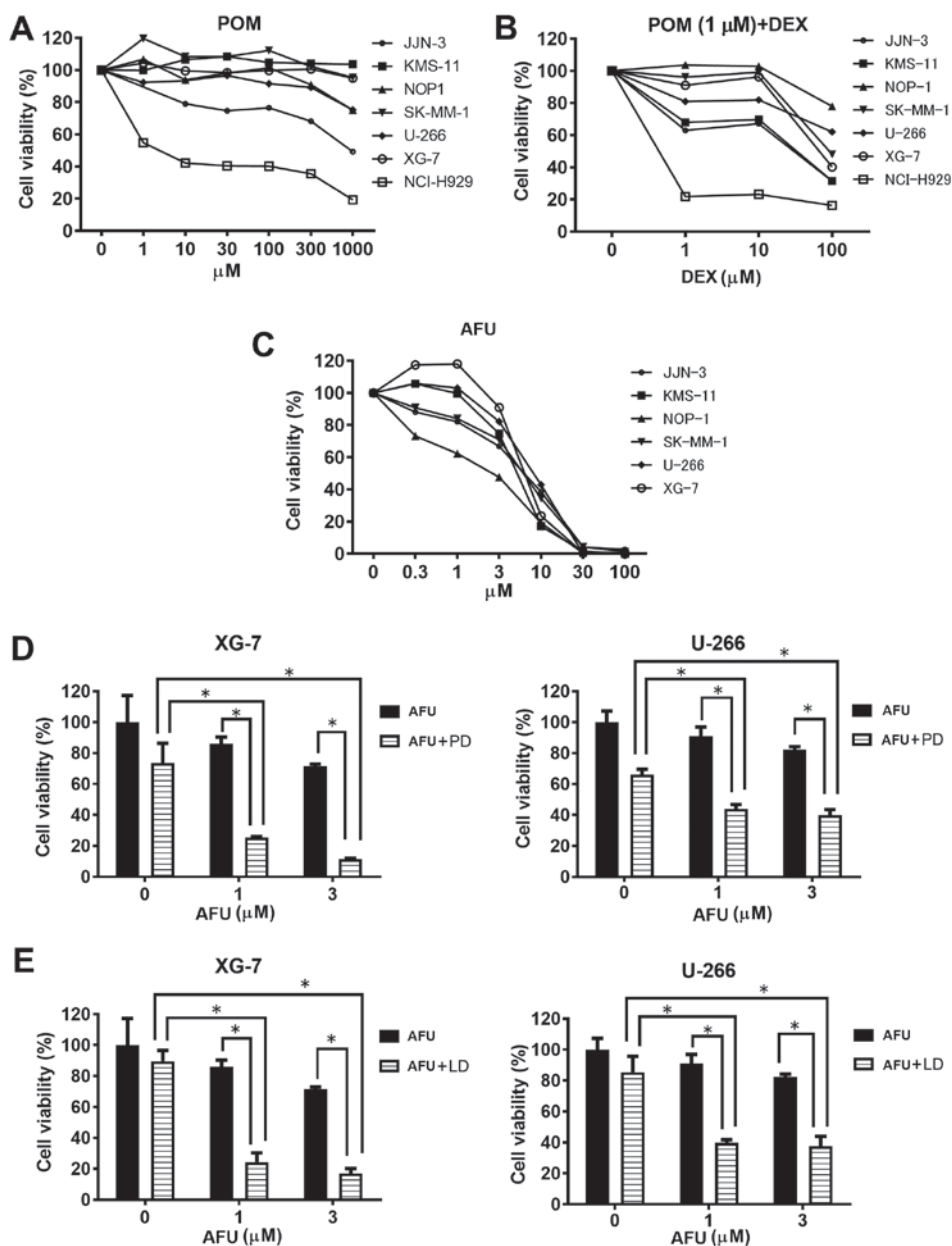 A
POM
Cell viability (%)
120
100
80
60
40
20
0
0 1 10 30 100 300 1000
μM
JJN-3
KMS-11
NOP1
SK-MM-1
U-266
XG-7
NCI-H929
B
POM (1 μM)+DEX
Cell viability (%)
120
100
80
60
40
20
0
0 1 10 100
DEX (μM)
JJN-3
KMS-11
NOP-1
SK-MM-1
U-266
XG-7
NCI-H929
C
AFU
Cell viability (%)
120
100
80
60
40
20
0
0 0.3 1 3 10 30 100
μM
JJN-3
KMS-11
NOP-1
SK-MM-1
U-266
XG-7
D
XG-7
Cell viability (%)
120
100
80
60
40
20
0
* * * *
0 1 3
AFU (μM)
AFU
AFU+PD
U-266
Cell viability (%)
120
100
80
60
40
20
0
* * * *
0 1 3
AFU (μM)
AFU
AFU+PD
E
XG-7
Cell viability (%)
120
100
80
60
40
20
0
* * * *
0 1 3
AFU (μM)
AFU
AFU+LD
U-266
Cell viability (%)
120
100
80
60
40
20
0
* * * *
0 1 3
AFU (μM)
AFU
AFU+LD